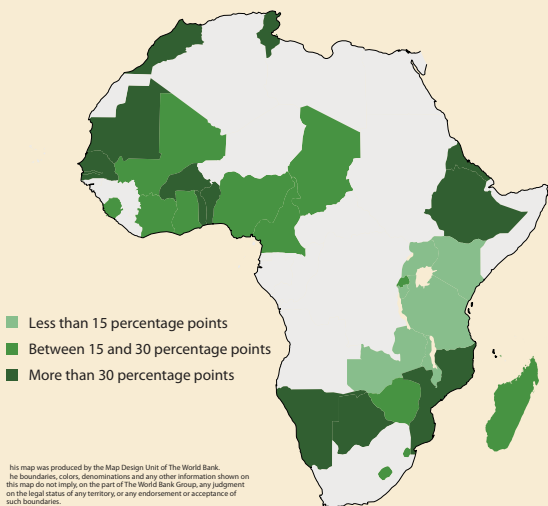 Less than 15 percentage points
Between 15 and 30 percentage points
More than 30 percentage points
his map was produced by the Map Design Unit of The World Bank.
he boundaries, colors, denominations and any other information shown on
this map do not imply, on the part of The World Bank Group, any judgment
on the legal status of any territory, or any endorsement or acceptance of
such boundaries.